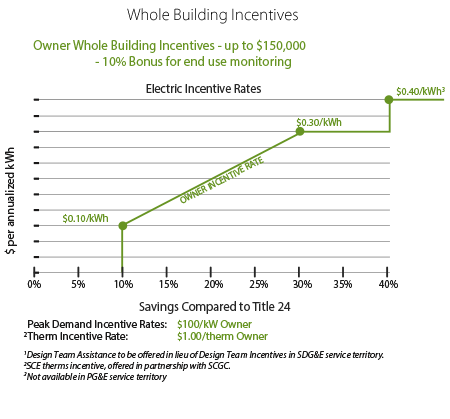 Whole Building Incentives
Owner Whole Building Incentives - up to $150,000
- 10% Bonus for end use monitoring
Electric Incentive Rates
$0.40/kWh³
$0.30/kWh
OWNER INCENTIVE RATE
$0.10/kWh
$ per annualized kWh
0% 5% 10% 15% 20% 25% 30% 35% 40%
Savings Compared to Title 24
Peak Demand Incentive Rates: $100/kW Owner
²Therm Incentive Rate: $1.00/therm Owner
¹Design Team Assistance to be offered in lieu of Design Team Incentives in SDG&E service territory.
²SCE therms incentive, offered in partnership with SCGC.
³Not available in PG&E service territory